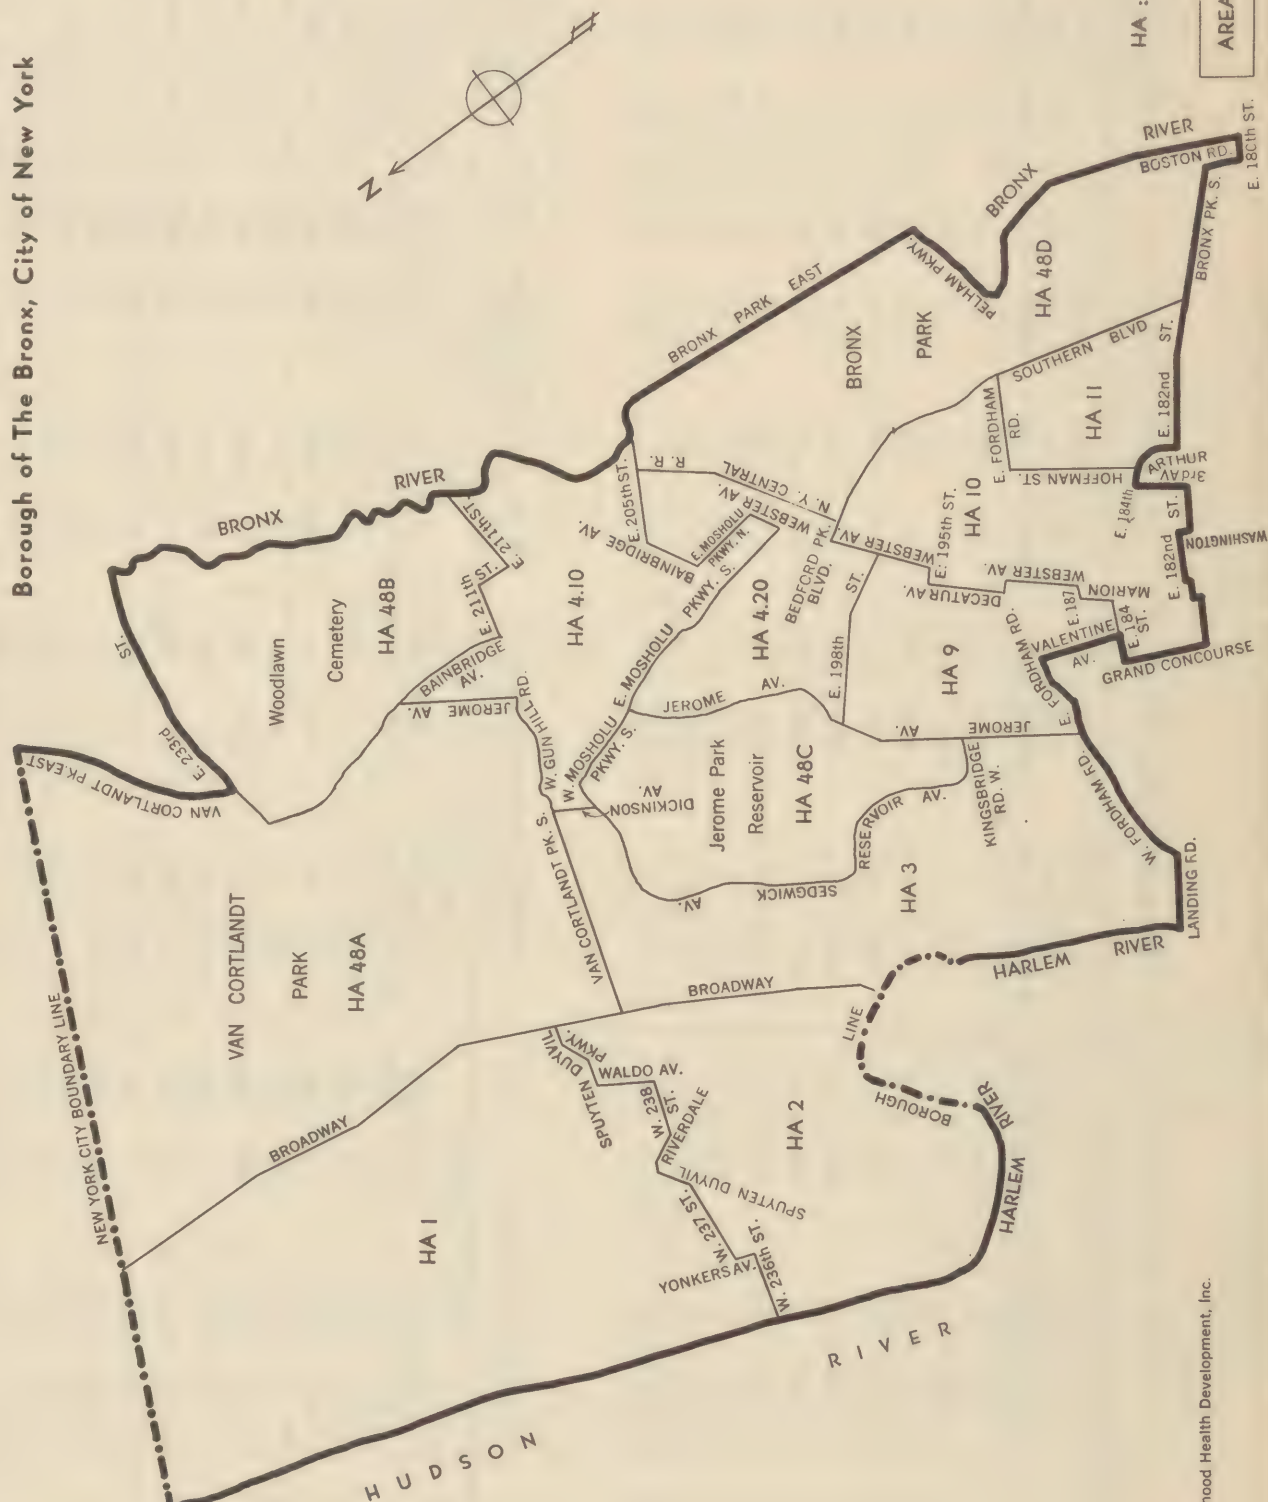 Borough of The Bronx, City of New York
N
NEW YORK CITY BOUNDARY LINE
VAN CORTLANDT PK.EAST
E. 233rd
ST.
BRONX
RIVER
Woodlawn
Cemetery
HA 48B
VAN CORTLANDT
PARK
HA 48A
BROADWAY
HA 1
BAINBRIDGE
AV.
JEROME AV.
E. 211th
ST.
E. 211th ST.
HA 4.10
W. GUN HILL RD.
VAN CORTLANDT PK. S.
W. MOSHOLU
PKWY. S.
DICKINSON
AV.
E. MOSHOLU PKWY. S.
BAINBRIDGE AV.
E. 205th ST.
E. MOSHOLU
PKWY. N.
WEBSTER AV.
N. Y. CENTRAL R. R.
BRONX PARK EAST
BRONX
PARK
PELHAM PKWY.
BRONX
RIVER
BOSTON RD.
E. 180th ST.
BRONX PK. S.
HA 48D
SOUTHERN BLVD
E. FORDHAM
RD.
HA 11
HOFFMAN ST
E. 182nd ST.
ARTHUR
3rd AV
E. 184th
E. 182nd ST.
WASHINGTON
HA 10
E. 195th ST.
WEBSTER AV.
DECATUR AV.
WEBSTER AV.
MARION
E. 187
E. 184
ST.
VALENTINE
AV.
GRAND CONCOURSE
E. FORDHAM RD.
BEDFORD PK.
BLVD.
HA 4.20
E. 198th ST.
HA 9
JEROME AV.
JEROME AV.
Jerome Park
Reservoir
HA 48C
RESERVOIR AV.
KINGSBRIDGE
RD. W.
SEDGWICK AV.
HA 3
W. FORDHAM RD.
LANDING RD.
HARLEM RIVER
BROADWAY
BOROUGH LINE
SPUYTEN DUYVIL
PKWY.
WALDO AV.
W. 238
ST.
RIVERDALE
SPUYTEN DUYVIL
W. 237 ST.
YONKERS AV.
W. 236th ST.
HA 2
HARLEM RIVER
HUDSON RIVER
HA :
AREA
hood Health Development, Inc.